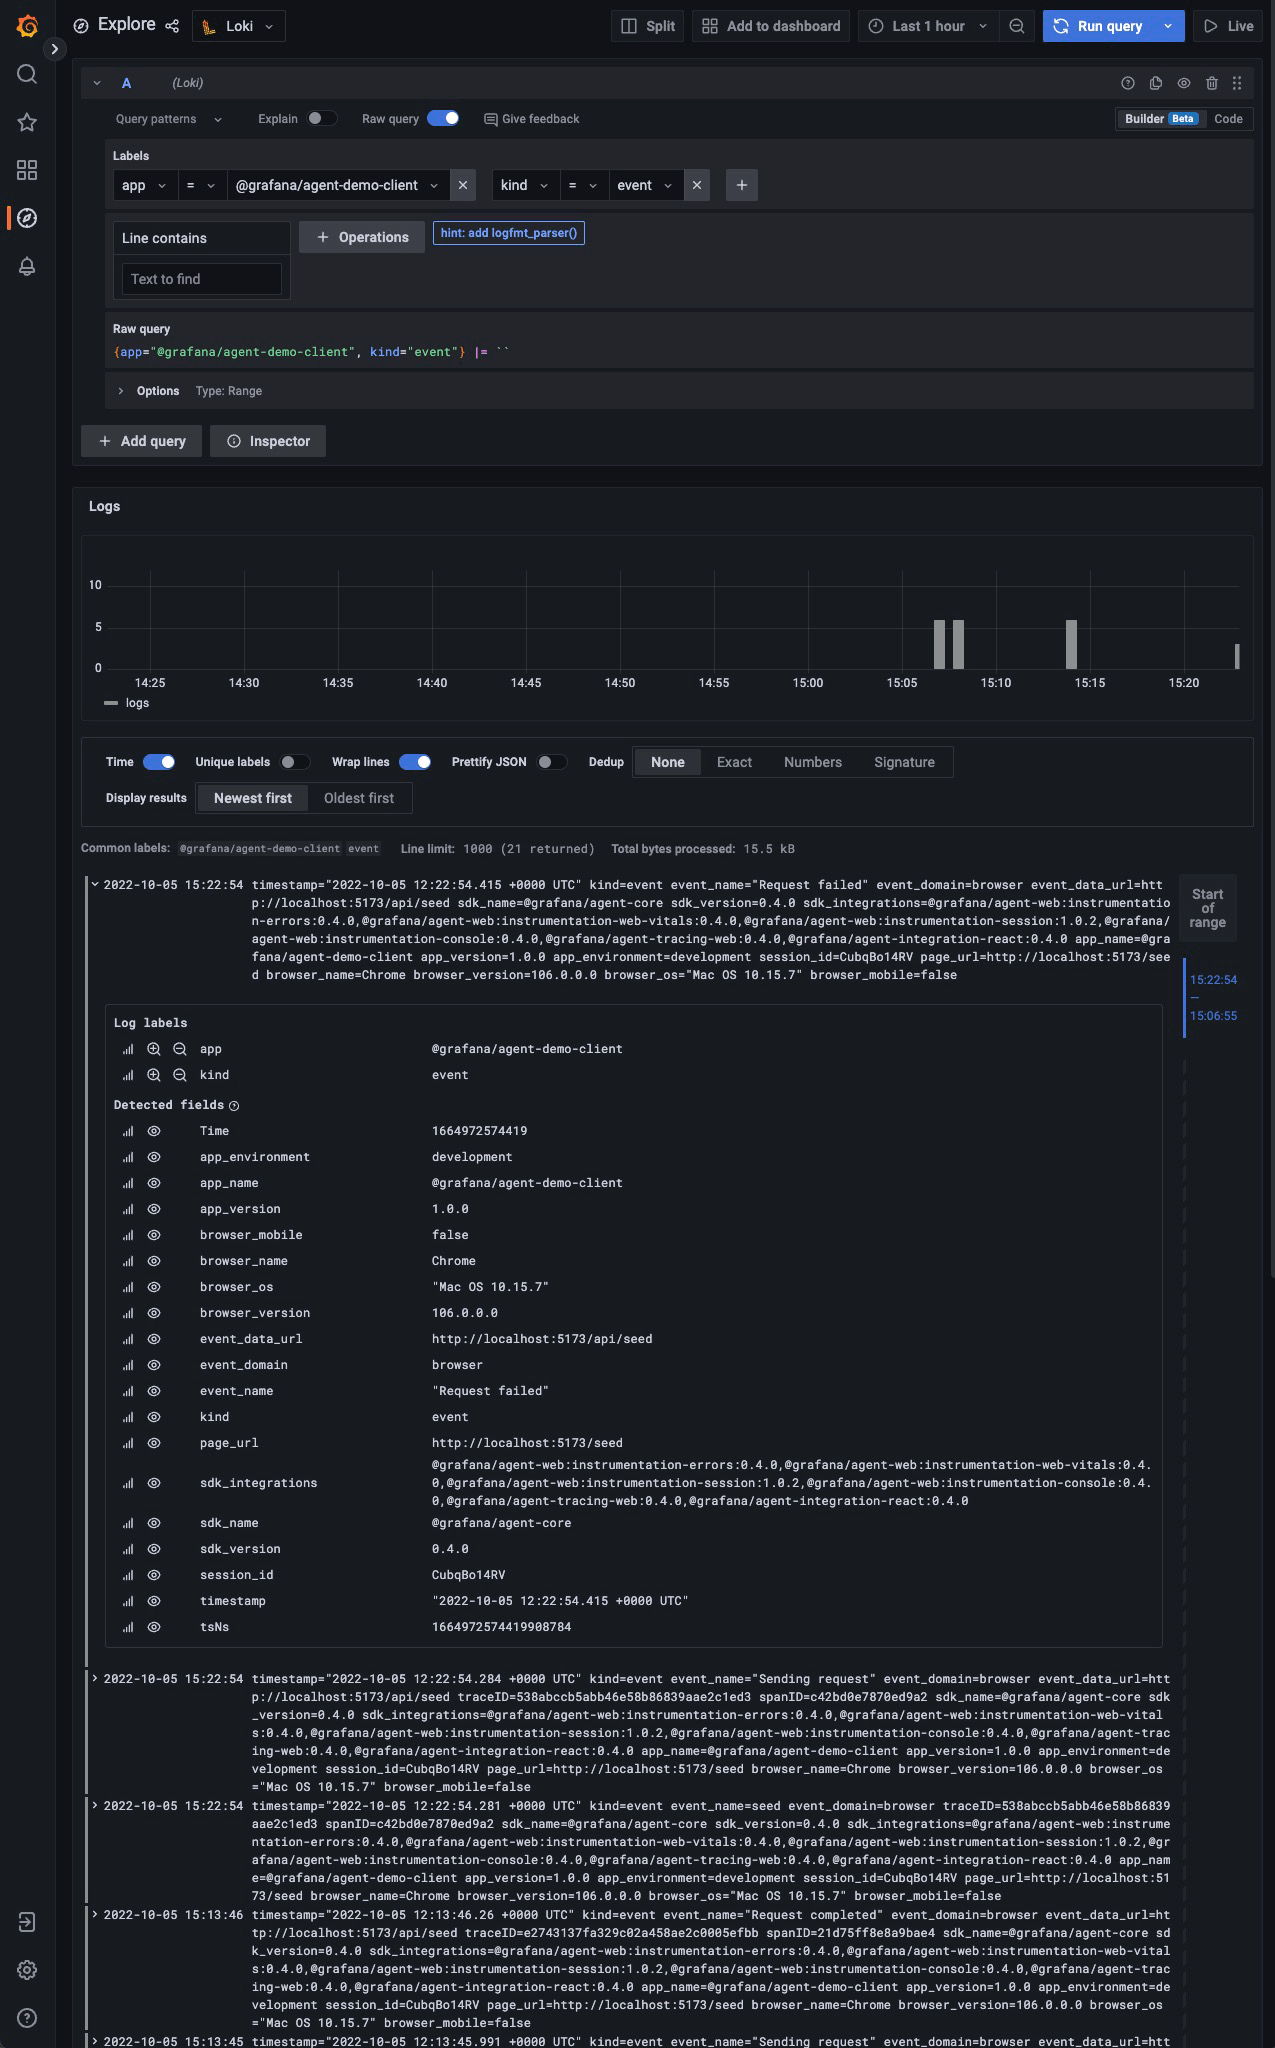 Explore
Loki
Split
Add to dashboard
Last 1 hour
Run query
Live
A
(Loki)
Query patterns
Explain
Raw query
Give feedback
Builder Beta
Code
Labels
app
=
@grafana/agent-demo-client
kind
=
event
Line contains
Text to find
+ Operations
hint: add logfmt_parser()
Raw query
{app="@grafana/agent-demo-client", kind="event"} |= ``
Options
Type: Range
+ Add query
Inspector
Logs
10
5
0
14:25
14:30
14:35
14:40
14:45
14:50
14:55
15:00
15:05
15:10
15:15
15:20
logs
Time
Unique labels
Wrap lines
Prettify JSON
Dedup
None
Exact
Numbers
Signature
Display results
Newest first
Oldest first
Common labels: @grafana/agent-demo-client event
Line limit: 1000 (21 returned)
Total bytes processed: 15.5 kB
2022-10-05 15:22:54 timestamp="2022-10-05 12:22:54.415 +0000 UTC" kind=event event_name="Request failed" event_domain=browser event_data_url=htt
p://localhost:5173/api/seed sdk_name=@grafana/agent-core sdk_version=0.4.0 sdk_integrations=@grafana/agent-web:instrumentatio
n-errors:0.4.0,@grafana/agent-web:instrumentation-web-vitals:0.4.0,@grafana/agent-web:instrumentation-session:1.0.2,@grafana/
agent-web:instrumentation-console:0.4.0,@grafana/agent-tracing-web:0.4.0,@grafana/agent-integration-react:0.4.0 app_name=@gra
fana/agent-demo-client app_version=1.0.0 app_environment=development session_id=CubqBo14RV page_url=http://localhost:5173/see
d browser_name=Chrome browser_version=106.0.0.0 browser_os="Mac OS 10.15.7" browser_mobile=false
Start
of
range
15:22:54
—
15:06:55
Log labels
app @grafana/agent-demo-client
kind event
Detected fields
Time 1664972574419
app_environment development
app_name @grafana/agent-demo-client
app_version 1.0.0
browser_mobile false
browser_name Chrome
browser_os "Mac OS 10.15.7"
browser_version 106.0.0.0
event_data_url http://localhost:5173/api/seed
event_domain browser
event_name "Request failed"
kind event
page_url http://localhost:5173/seed
sdk_integrations @grafana/agent-web:instrumentation-errors:0.4.0,@grafana/agent-web:instrumentation-web-vitals:0.4.
0,@grafana/agent-web:instrumentation-session:1.0.2,@grafana/agent-web:instrumentation-console:0.4.
0,@grafana/agent-tracing-web:0.4.0,@grafana/agent-integration-react:0.4.0
sdk_name @grafana/agent-core
sdk_version 0.4.0
session_id CubqBo14RV
timestamp "2022-10-05 12:22:54.415 +0000 UTC"
tsNs 1664972574419908784
2022-10-05 15:22:54 timestamp="2022-10-05 12:22:54.284 +0000 UTC" kind=event event_name="Sending request" event_domain=browser event_data_url=htt
p://localhost:5173/api/seed traceID=538abccb5abb46e58b86839aae2c1ed3 spanID=c42bd0e7870ed9a2 sdk_name=@grafana/agent-core sdk
_version=0.4.0 sdk_integrations=@grafana/agent-web:instrumentation-errors:0.4.0,@grafana/agent-web:instrumentation-web-vital
s:0.4.0,@grafana/agent-web:instrumentation-session:1.0.2,@grafana/agent-web:instrumentation-console:0.4.0,@grafana/agent-trac
ing-web:0.4.0,@grafana/agent-integration-react:0.4.0 app_name=@grafana/agent-demo-client app_version=1.0.0 app_environment=de
velopment session_id=CubqBo14RV page_url=http://localhost:5173/seed browser_name=Chrome browser_version=106.0.0.0 browser_os
="Mac OS 10.15.7" browser_mobile=false
2022-10-05 15:22:54 timestamp="2022-10-05 12:22:54.281 +0000 UTC" kind=event event_name=seed event_domain=browser traceID=538abccb5abb46e58b86839
aae2c1ed3 spanID=c42bd0e7870ed9a2 sdk_name=@grafana/agent-core sdk_version=0.4.0 sdk_integrations=@grafana/agent-web:instrume
ntation-errors:0.4.0,@grafana/agent-web:instrumentation-web-vitals:0.4.0,@grafana/agent-web:instrumentation-session:1.0.2,@gr
afana/agent-web:instrumentation-console:0.4.0,@grafana/agent-tracing-web:0.4.0,@grafana/agent-integration-react:0.4.0 app_nam
e=@grafana/agent-demo-client app_version=1.0.0 app_environment=development session_id=CubqBo14RV page_url=http://localhost:51
73/seed browser_name=Chrome browser_version=106.0.0.0 browser_os="Mac OS 10.15.7" browser_mobile=false
2022-10-05 15:13:46 timestamp="2022-10-05 12:13:46.26 +0000 UTC" kind=event event_name="Request completed" event_domain=browser event_data_url=ht
tp://localhost:5173/api/seed traceID=e2743137fa329c02a458ae2c0005efbb spanID=21d75ff8e8a9bae4 sdk_name=@grafana/agent-core sd
k_version=0.4.0 sdk_integrations=@grafana/agent-web:instrumentation-errors:0.4.0,@grafana/agent-web:instrumentation-web-vital
s:0.4.0,@grafana/agent-web:instrumentation-session:1.0.2,@grafana/agent-web:instrumentation-console:0.4.0,@grafana/agent-trac
ing-web:0.4.0,@grafana/agent-integration-react:0.4.0 app_name=@grafana/agent-demo-client app_version=1.0.0 app_environment=de
velopment session_id=CubqBo14RV page_url=http://localhost:5173/seed browser_name=Chrome browser_version=106.0.0.0 browser_os
="Mac OS 10.15.7" browser_mobile=false
2022-10-05 15:13:45 timestamp="2022-10-05 12:13:45.991 +0000 UTC" kind=event event_name="Sending request" event_domain=browser event_data_url=htt